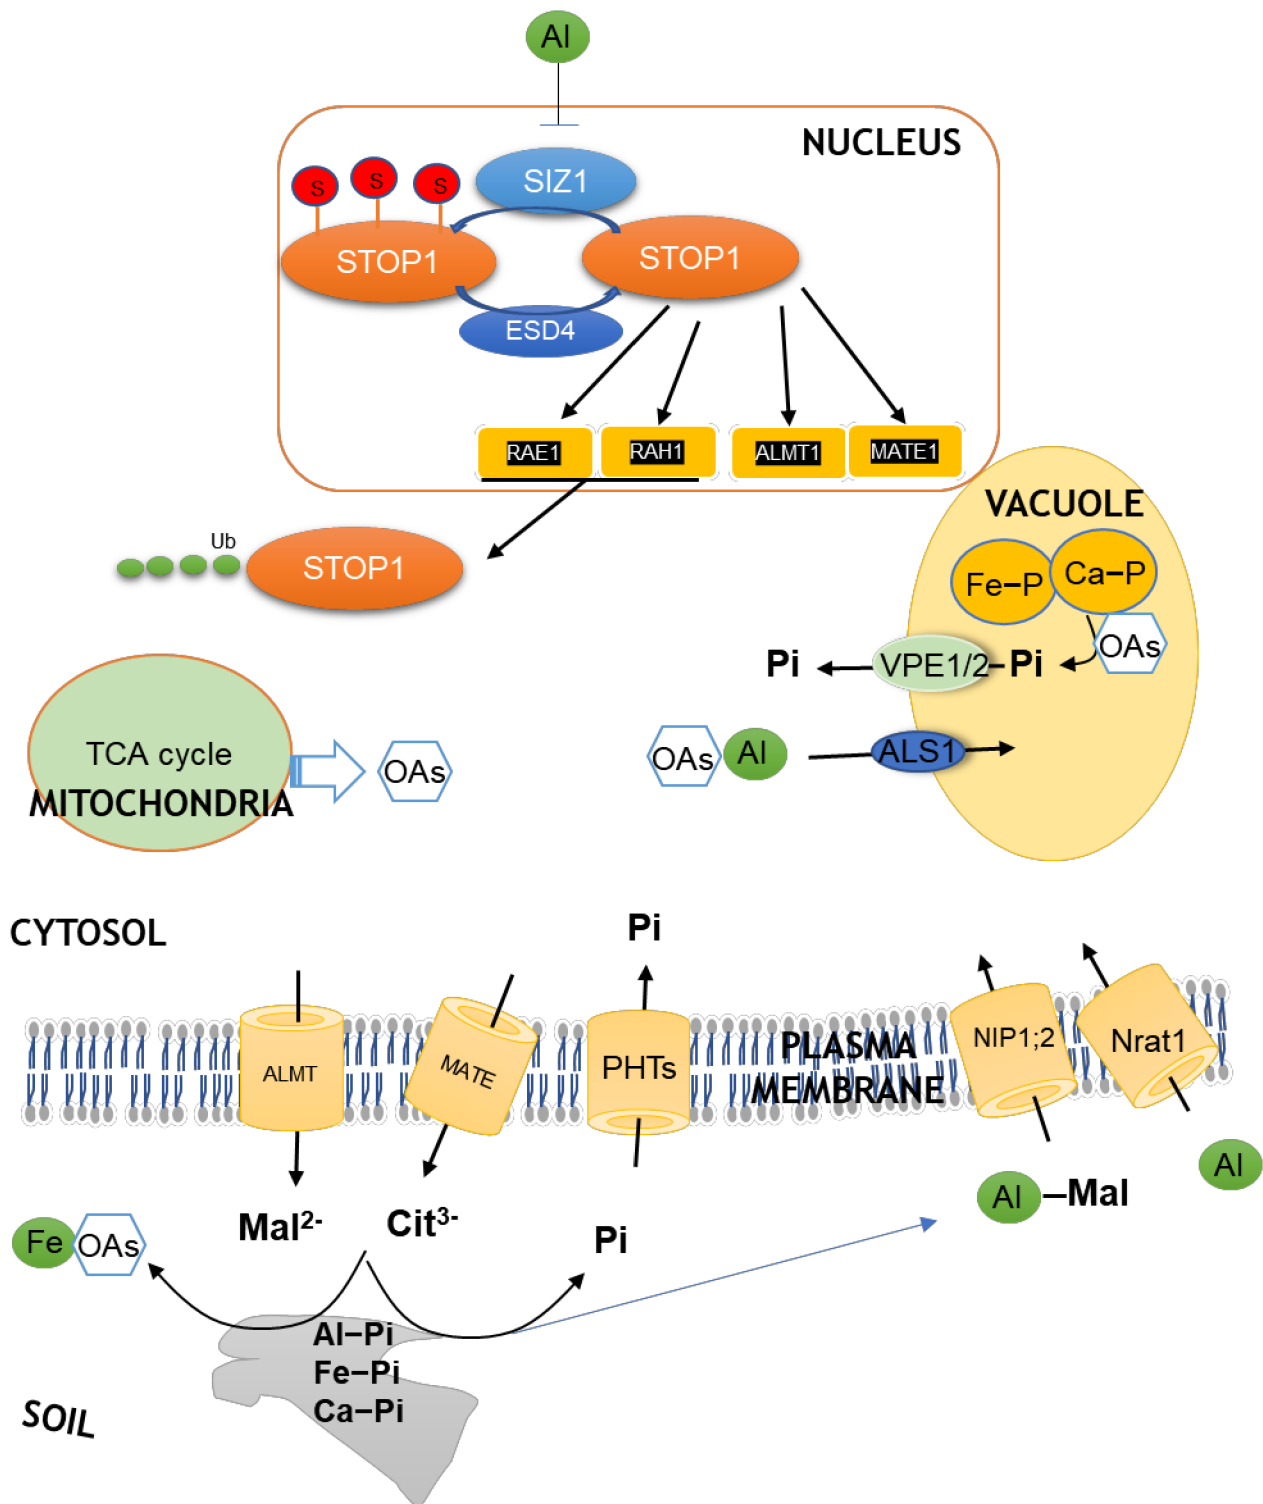 Al
NUCLEUS
S
S
S
SIZ1
STOP1
STOP1
ESD4
RAE1
RAH1
ALMT1
MATE1
VACUOLE
Ub
STOP1
Fe–P
Ca–P
OAs
Pi
VPE1/2
–Pi
TCA cycle
MITOCHONDRIA
OAs
OAs
Al
ALS1
CYTOSOL
Pi
ALMT
MATE
PHTs
PLASMA
MEMBRANE
NIP1;2
Nrat1
Al
Al
–Mal
Mal2-
Cit3-
Pi
Fe
OAs
Al–Pi
Fe–Pi
Ca–Pi
SOIL